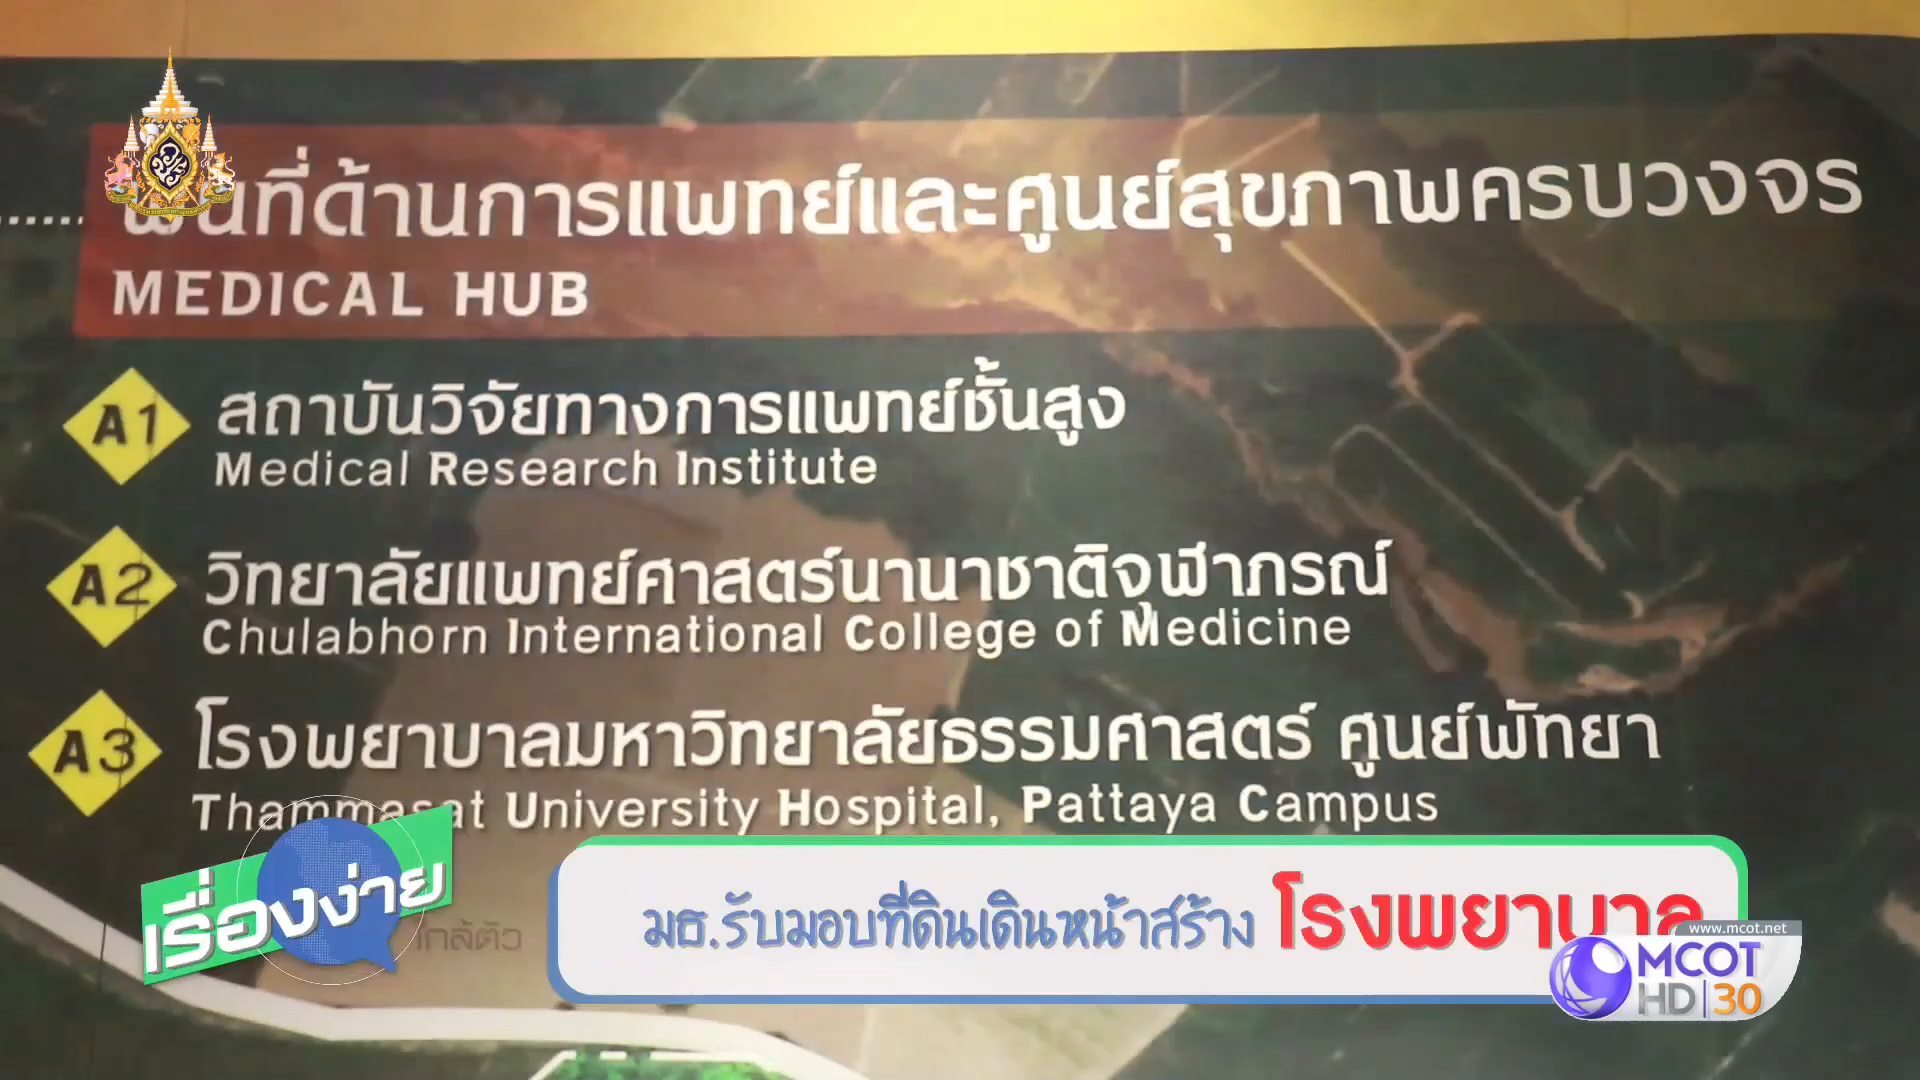 พื้นที่ด้านการแพทย์และศูนย์สุขภาพครบวงจร
MEDICAL HUB
A1 สถาบันวิจัยทางการแพทย์ชั้นสูง
Medical Research Institute
A2 วิทยาลัยแพทย์ศาสตร์นานาชาติจุฬาภรณ์
Chulabhorn International College of Medicine
A3 โรงพยาบาลมหาวิทยาลัยธรรมศาสตร์ ศูนย์พัทยา
Thammasat University Hospital, Pattaya Campus
เรื่องง่าย
ใกล้ตัว
มธ.รับมอบที่ดินเดินหน้าสร้าง โรงพยาบาล
www.mcot.net
MCOT
HD 30